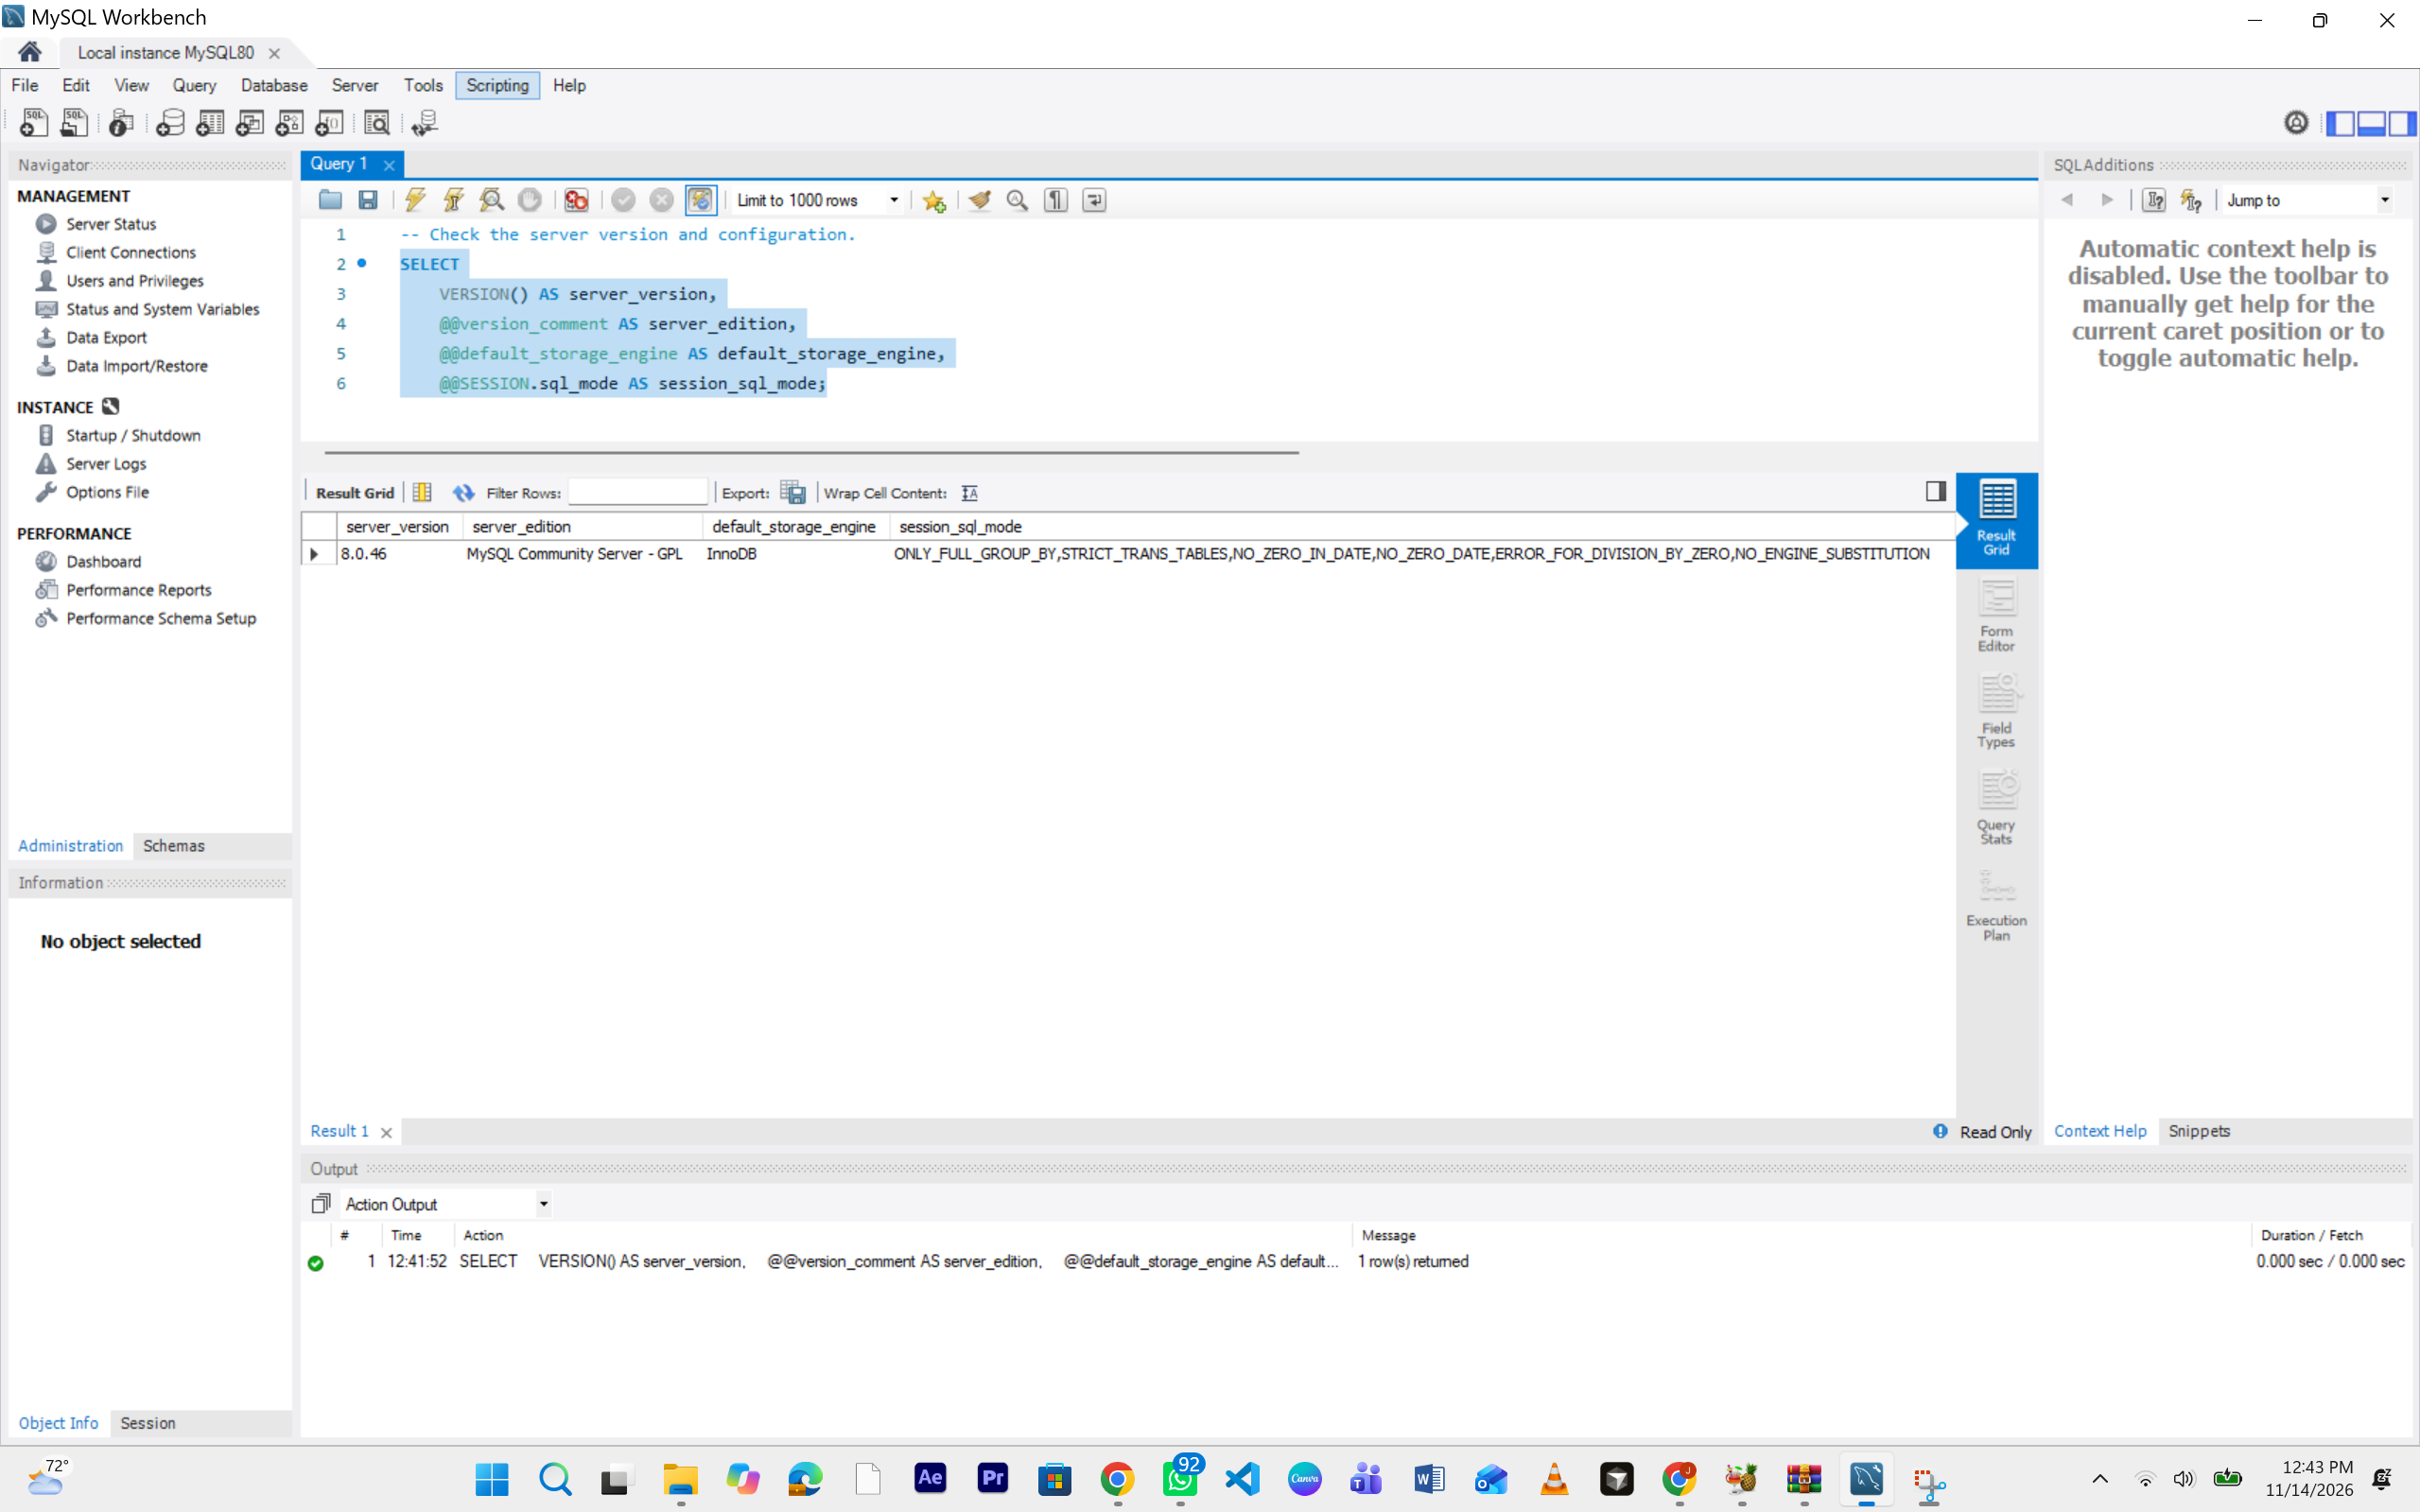 MySQL Workbench
Local instance MySQL80
File Edit View Query Database Server Tools Scripting Help
Navigator
MANAGEMENT
Server Status
Client Connections
Users and Privileges
Status and System Variables
Data Export
Data Import/Restore
INSTANCE
Startup / Shutdown
Server Logs
Options File
PERFORMANCE
Dashboard
Performance Reports
Performance Schema Setup
Administration Schemas
Information
No object selected
Object Info Session
Query 1
Limit to 1000 rows
1 -- Check the server version and configuration.
2 SELECT
3 VERSION() AS server_version,
4 @@version_comment AS server_edition,
5 @@default_storage_engine AS default_storage_engine,
6 @@SESSION.sql_mode AS session_sql_mode;
Result Grid Filter Rows: Export: Wrap Cell Content:
server_version server_edition default_storage_engine session_sql_mode
8.0.46 MySQL Community Server - GPL InnoDB ONLY_FULL_GROUP_BY,STRICT_TRANS_TABLES,NO_ZERO_IN_DATE,NO_ZERO_DATE,ERROR_FOR_DIVISION_BY_ZERO,NO_ENGINE_SUBSTITUTION
Result
Grid
Form
Editor
Field
Types
Query
Stats
Execution
Plan
Result 1
Read Only
SQLAdditions
Jump to
Automatic context help is
disabled. Use the toolbar to
manually get help for the
current caret position or to
toggle automatic help.
Context Help Snippets
Output
Action Output
# Time Action Message Duration / Fetch
1 12:41:52 SELECT VERSION() AS server_version, @@version_comment AS server_edition, @@default_storage_engine AS default... 1 row(s) returned 0.000 sec / 0.000 sec
72°
Ae
Pr
92
Canva
12:43 PM
11/14/2026